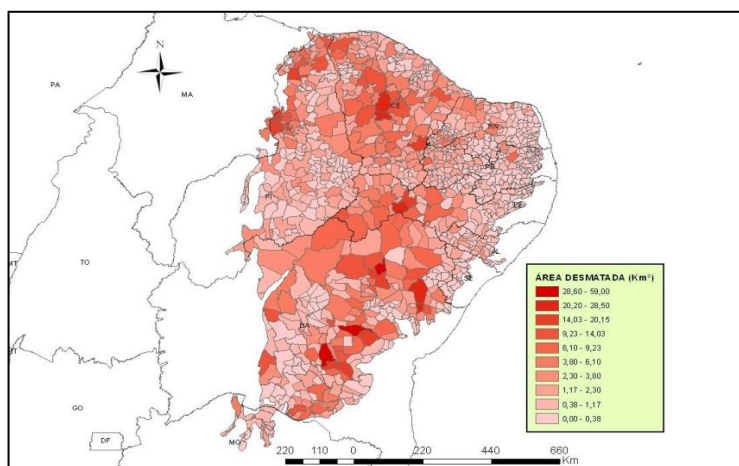 N
PA
MA
CE
RN
PB
PI
PE
AL
TO
SE
MT
BA
GO
DF
ÁREA DESMATADA (Km²)
28,60 - 59,00
20,20 - 28,50
14,03 - 20,15
9,23 - 14,03
6,10 - 9,23
3,80 - 6,10
2,30 - 3,80
1,17 - 2,30
0,38 - 1,17
0,00 - 0,38
220 110 0 220 440 660
Km